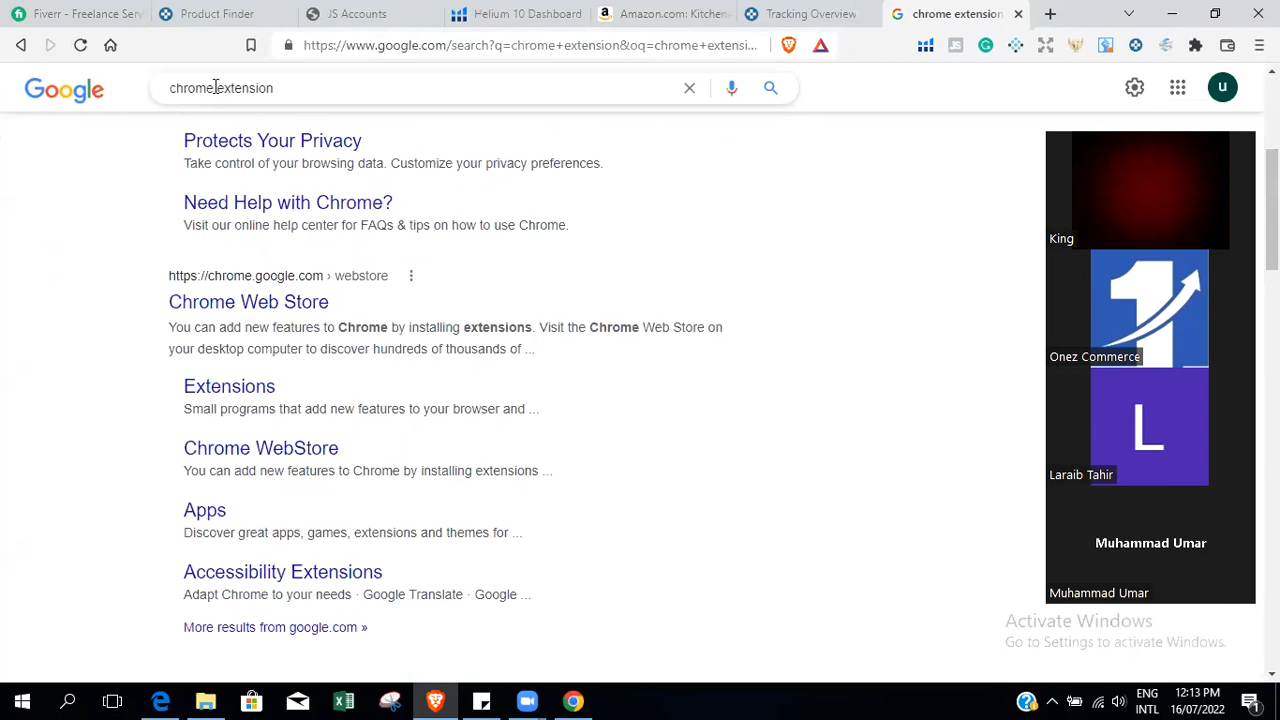 Fiverr - Freelance Serv
Product Finder
JS Accounts
Helium 10 Dashboard
Amazon.com: Kitchen
Tracking Overview
chrome extension
https://www.google.com/search?q=chrome+extension&oq=chrome+extensi...
Google
chrome extension
u
Protects Your Privacy
Take control of your browsing data. Customize your privacy preferences.
Need Help with Chrome?
Visit our online help center for FAQs & tips on how to use Chrome.
https://chrome.google.com › webstore
Chrome Web Store
You can add new features to Chrome by installing extensions. Visit the Chrome Web Store on
your desktop computer to discover hundreds of thousands of ...
Extensions
Small programs that add new features to your browser and ...
Chrome WebStore
You can add new features to Chrome by installing extensions ...
Apps
Discover great apps, games, extensions and themes for ...
Accessibility Extensions
Adapt Chrome to your needs · Google Translate · Google ...
More results from google.com »
King
1
Onez Commerce
L
Laraib Tahir
Muhammad Umar
Muhammad Umar
Activate Windows
Go to Settings to activate Windows.
ENG
INTL
12:13 PM
16/07/2022
1